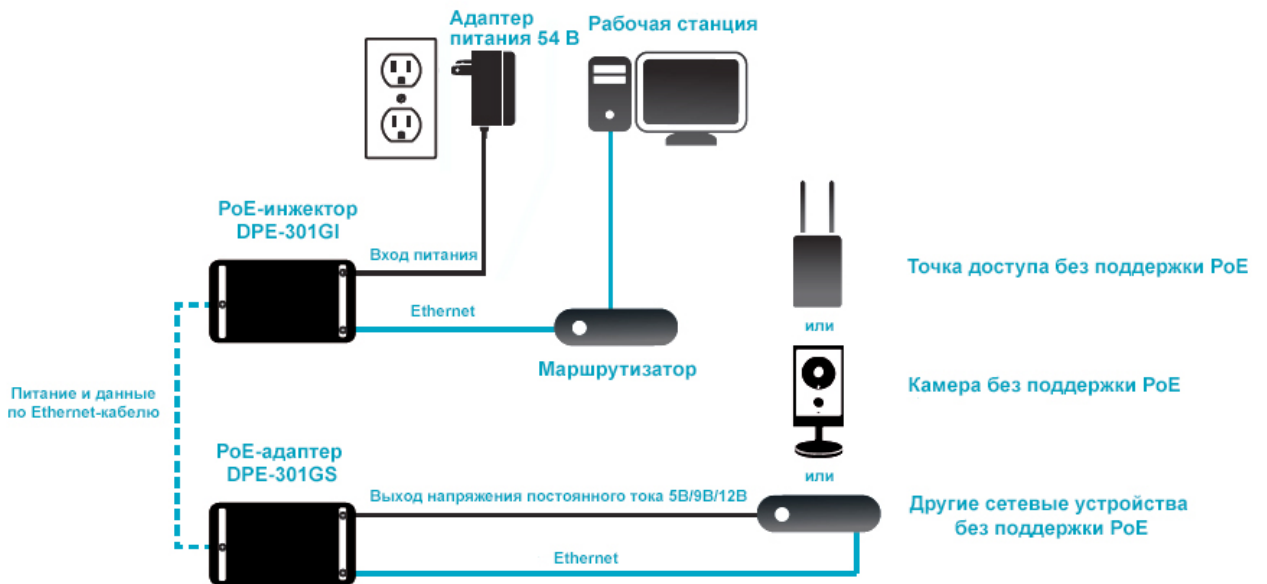 Адаптер
питания 54 В
Рабочая станция
PoE-инжектор
DPE-301GI
Вход питания
Точка доступа без поддержки PoE
Ethernet
или
Маршрутизатор
Камера без поддержки PoE
Питание и данные
по Ethernet-кабелю
PoE-адаптер
DPE-301GS
или
Выход напряжения постоянного тока 5В/9В/12В
Другие сетевые устройства
без поддержки PoE
Ethernet